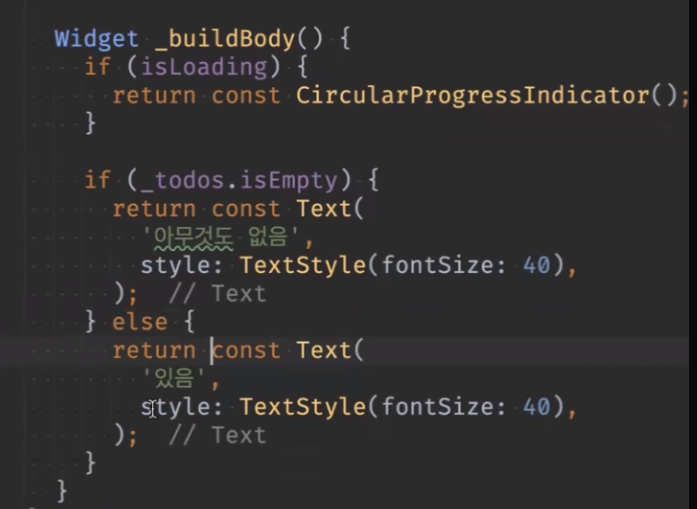 Widget _buildBody() {
if (isLoading) {
return const CircularProgressIndicator();
}
if (_todos.isEmpty) {
return const Text(
'아무것도 없음',
style: TextStyle(fontSize: 40),
); // Text
} else {
return const Text(
'있음',
style: TextStyle(fontSize: 40),
); // Text
}
}